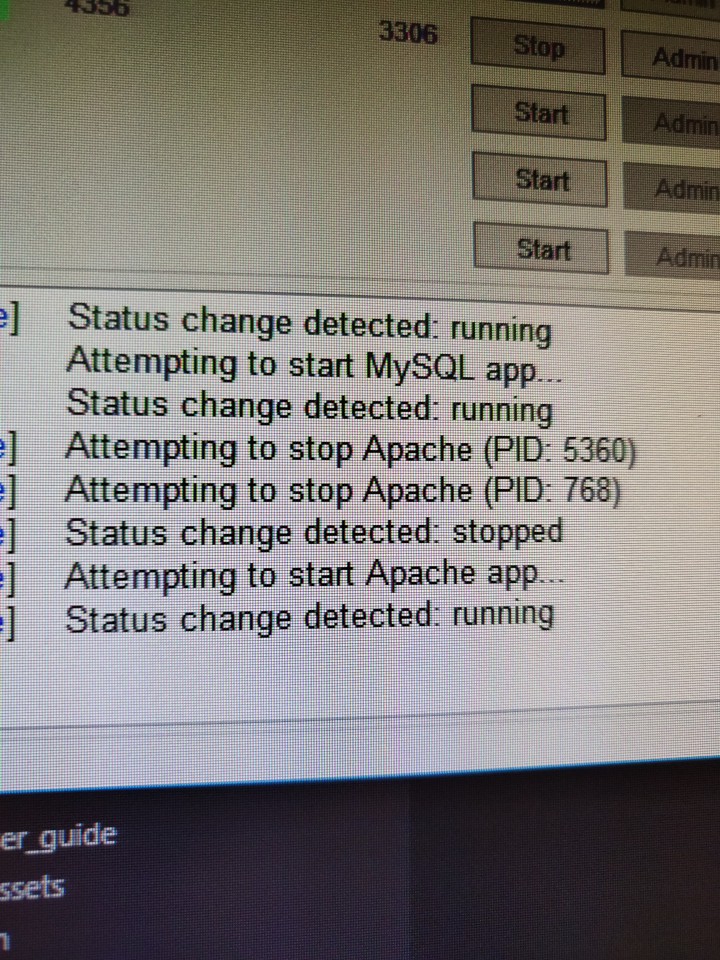 4356
3306 Stop Admin
Start Admin
Start Admin
Start Admin
e] Status change detected: running
Attempting to start MySQL app...
Status change detected: running
e] Attempting to stop Apache (PID: 5360)
e] Attempting to stop Apache (PID: 768)
e] Status change detected: stopped
e] Attempting to start Apache app...
e] Status change detected: running
er_guide
ssets